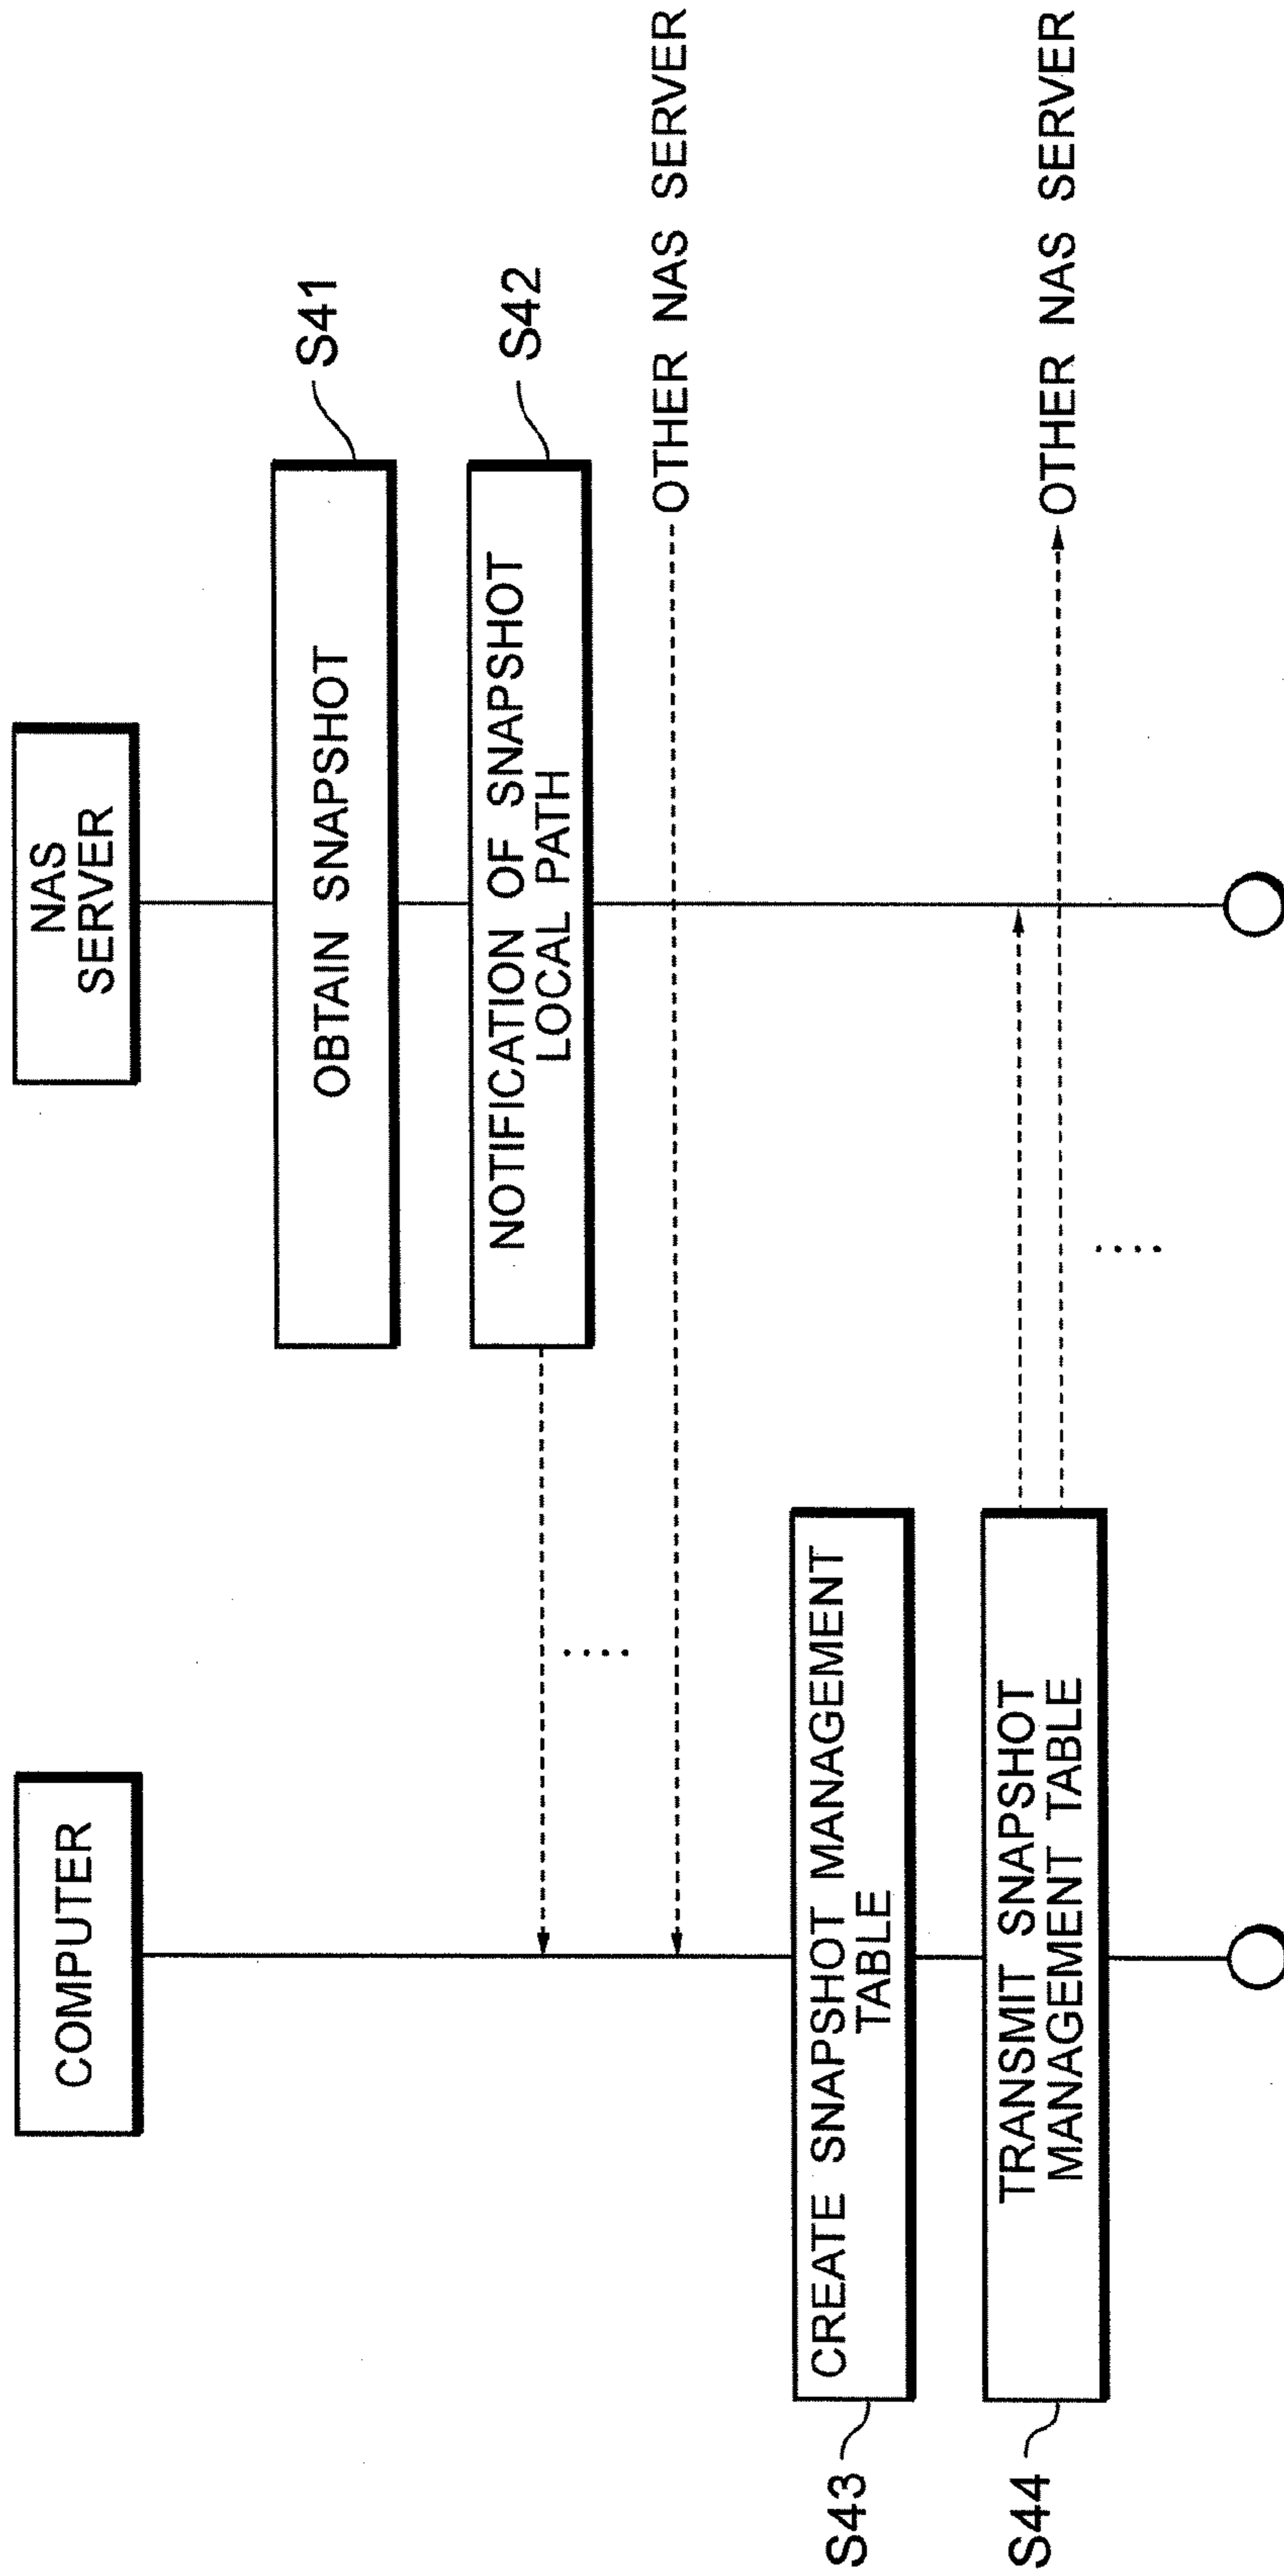 COMPUTER
NAS
SERVER
OBTAIN SNAPSHOT
S41
NOTIFICATION OF SNAPSHOT
LOCAL PATH
S42
....
OTHER NAS SERVER
S43
CREATE SNAPSHOT MANAGEMENT
TABLE
S44
TRANSMIT SNAPSHOT
MANAGEMENT TABLE
OTHER NAS SERVER
....